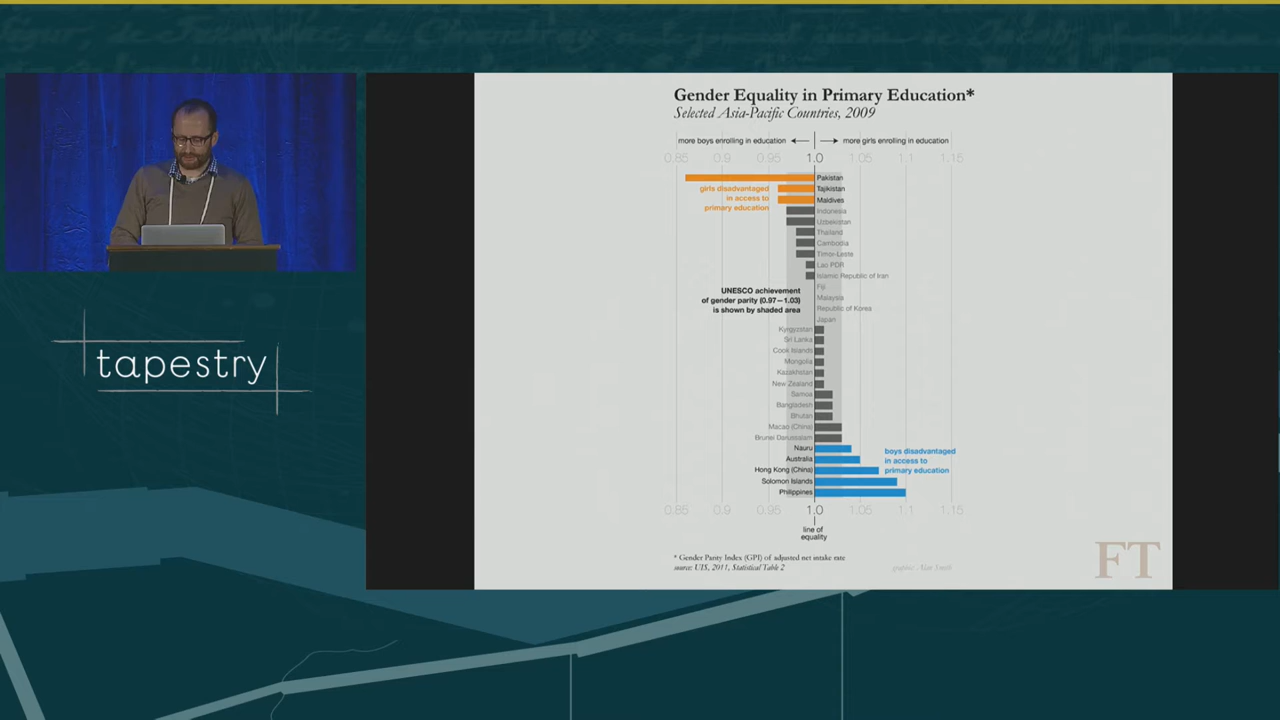 tapestry
Gender Equality in Primary Education*
Selected Asia-Pacific Countries, 2009
more boys enrolling in education
more girls enrolling in education
0.85 0.9 0.95 1.0 1.05 1.1 1.15
Pakistan
Tajikistan
Maldives
girls disadvantaged
in access to
primary education
Indonesia
Uzbekistan
Thailand
Cambodia
Timor-Leste
Lao PDR
Islamic Republic of Iran
Fiji
Malaysia
Republic of Korea
Japan
UNESCO achievement
of gender parity (0.97—1.03)
is shown by shaded area
Kyrgyzstan
Sri Lanka
Cook Islands
Mongolia
Kazakhstan
New Zealand
Samoa
Bangladesh
Bhutan
Macao (China)
Brunei Darussalam
Nauru
Australia
Hong Kong (China)
Solomon Islands
Philippines
boys disadvantaged
in access to
primary education
0.85 0.9 0.95 1.0 1.05 1.1 1.15
line of
equality
* Gender Parity Index (GPI) of adjusted net intake rate
source: UIS, 2011, Statistical Table 2
FT